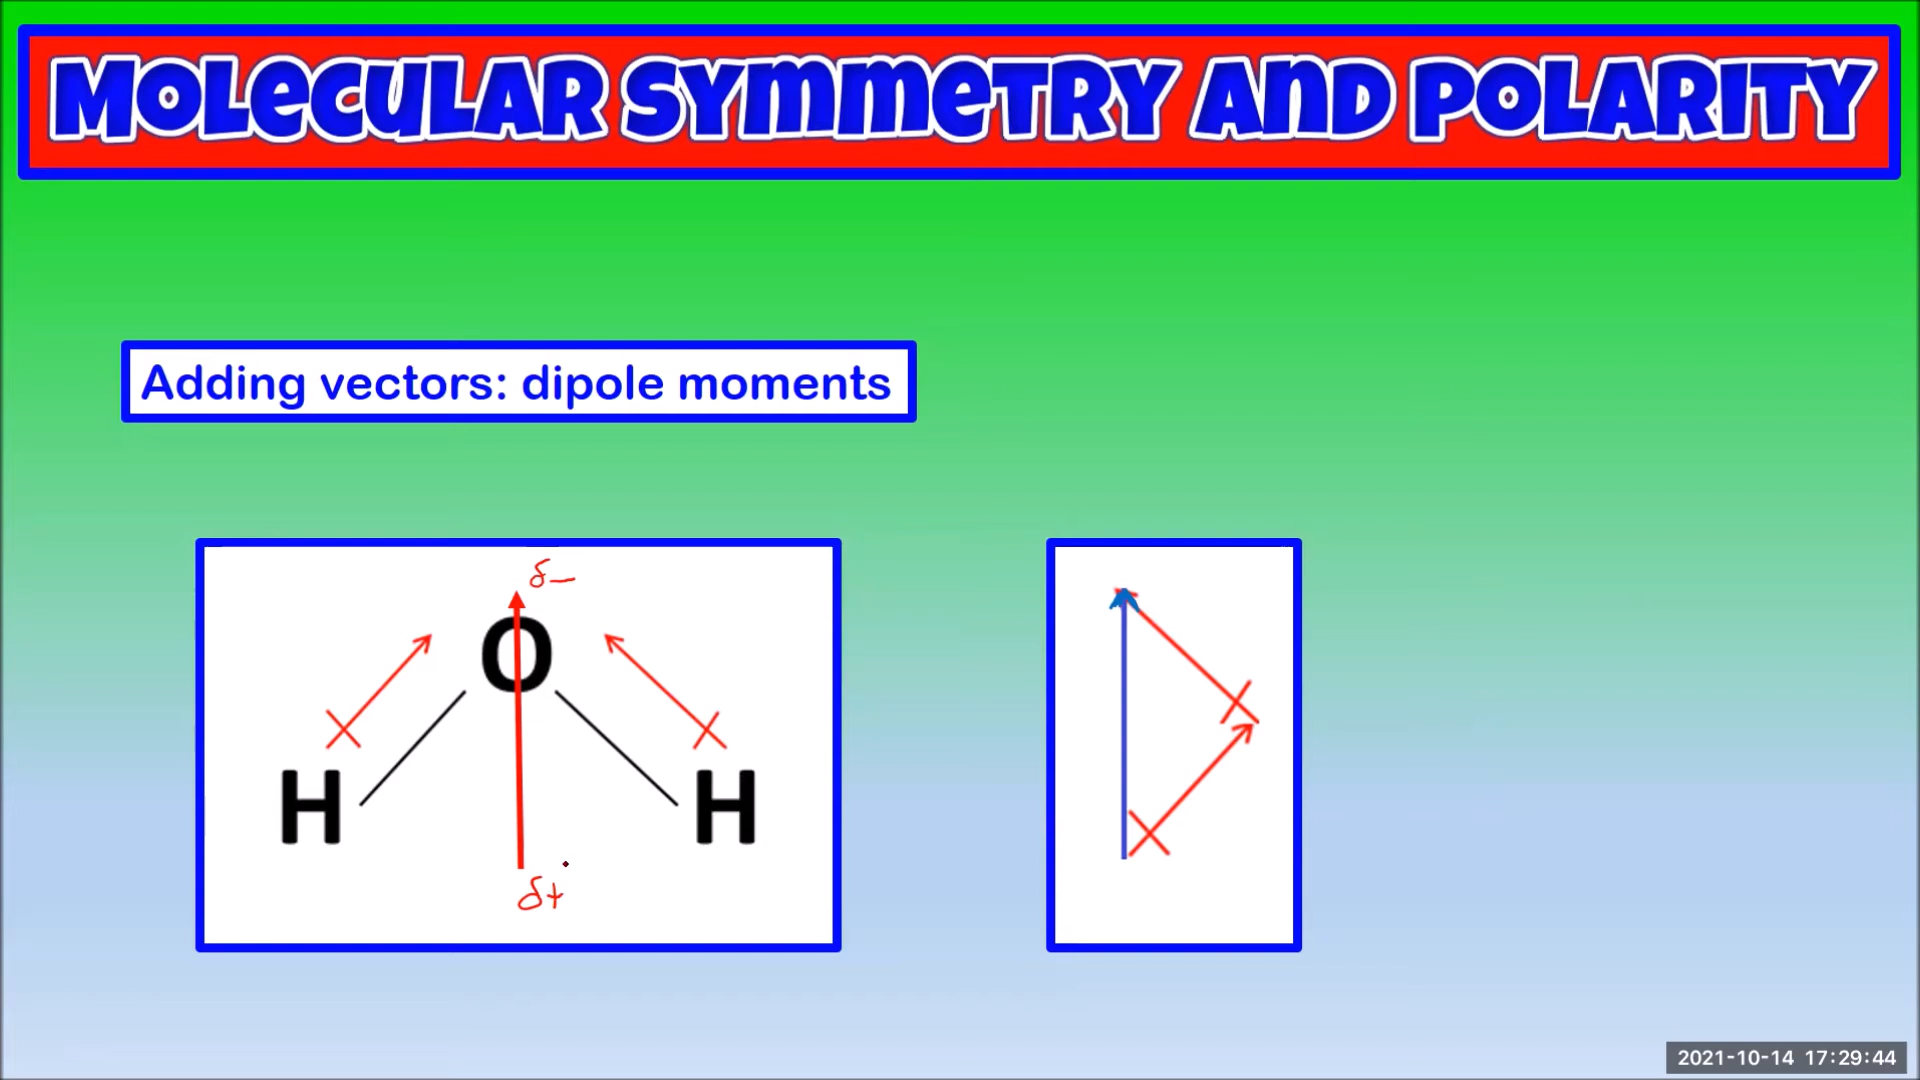 MOLECULAR SYMMETRY AND POLARITY
Adding vectors: dipole moments
δ−
O
H H
δ+
2021-10-14 17:29:44